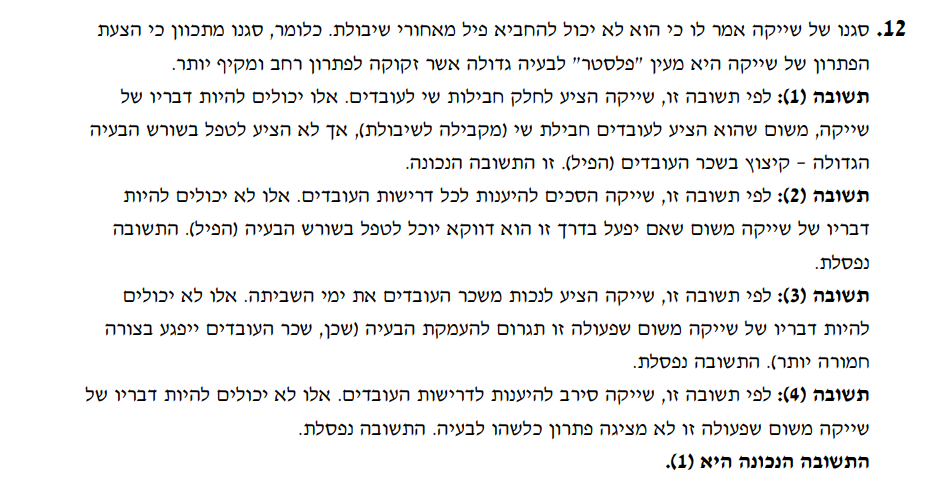 12. סגנו של שייקה אמר לו כי הוא לא יכול להחביא פיל מאחורי שיבולת. כלומר, סגנו מתכוון כי הצעת
הפתרון של שייקה היא מעין "פלסטר" לבעיה גדולה אשר זקוקה לפתרון רחב ומקיף יותר.
תשובה (1): לפי תשובה זו, שייקה הציע לחלק חבילות שי לעובדים. אלו יכולים להיות דבריו של
שייקה, משום שהוא הציע לעובדים חבילת שי (מקבילה לשיבולת), אך לא הציע לטפל בשורש הבעיה
הגדולה – קיצוץ בשכר העובדים (הפיל). זו התשובה הנכונה.
תשובה (2): לפי תשובה זו, שייקה הסכים להיענות לכל דרישות העובדים. אלו לא יכולים להיות
דבריו של שייקה משום שאם יפעל בדרך זו הוא דווקא יוכל לטפל בשורש הבעיה (הפיל). התשובה
נפסלת.
תשובה (3): לפי תשובה זו, שייקה הציע לנכות משכר העובדים את ימי השביתה. אלו לא יכולים
להיות דבריו של שייקה משום שפעולה זו תגרום להעמקת הבעיה (שכן, שכר העובדים ייפגע בצורה
חמורה יותר). התשובה נפסלת.
תשובה (4): לפי תשובה זו, שייקה סירב להיענות לדרישות העובדים. אלו לא יכולים להיות דבריו של
שייקה משום שפעולה זו לא מציגה פתרון כלשהו לבעיה. התשובה נפסלת.
התשובה הנכונה היא (1).